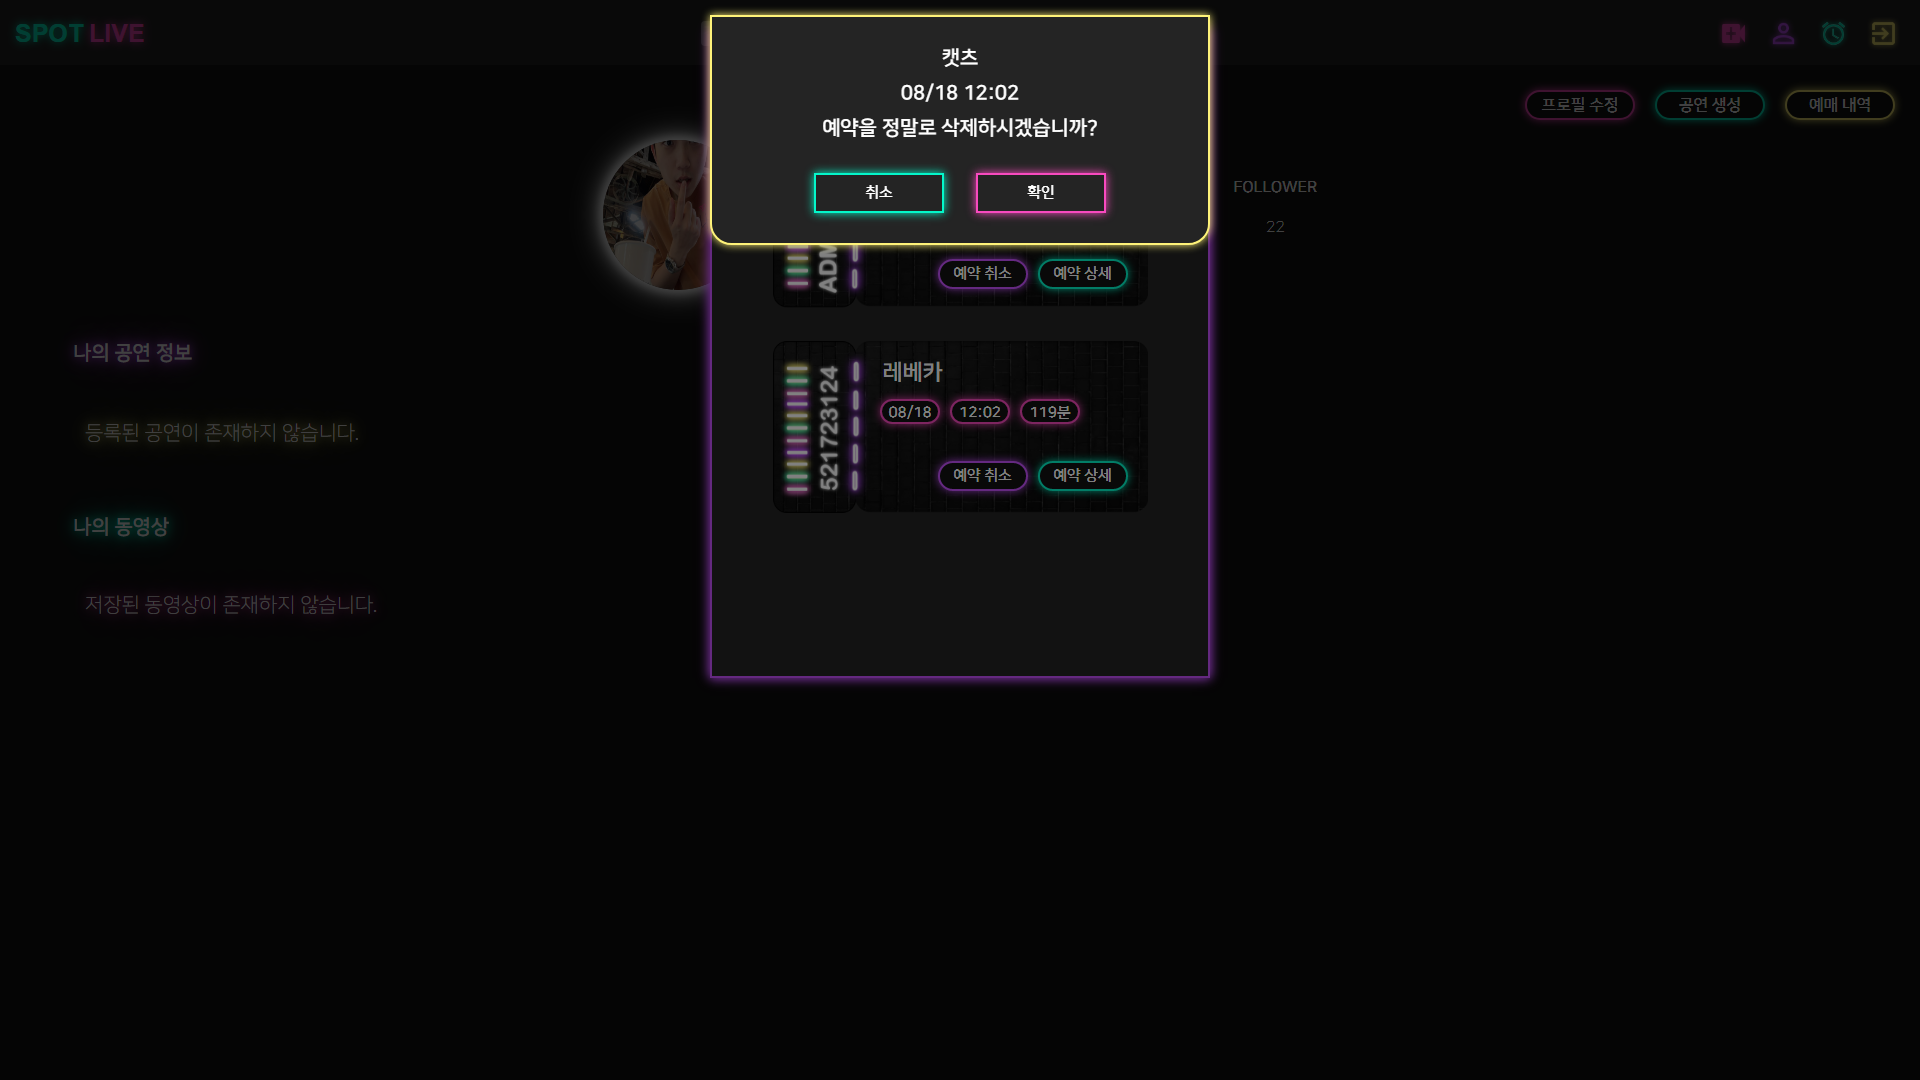 SPOT LIVE
캣츠
08/18 12:02
예약을 정말로 삭제하시겠습니까?
취소
확인
프로필 수정
공연 생성
예매 내역
FOLLOWER
22
예약 취소
예약 상세
나의 공연 정보
등록된 공연이 존재하지 않습니다.
나의 동영상
저장된 동영상이 존재하지 않습니다.
521723124
레베카
08/18
12:02
119분
예약 취소
예약 상세